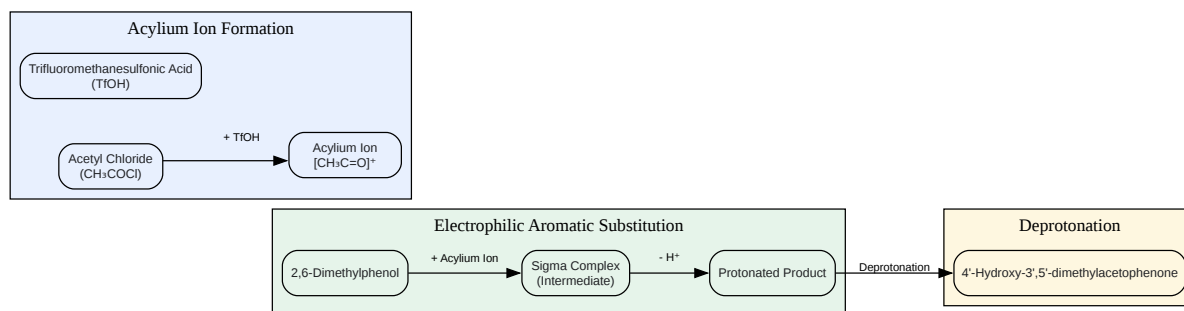 Acylium Ion Formation
Trifluoromethanesulfonic Acid
(TfOH)
+ TfOH
Acetyl Chloride
(CH₃COCl)
Acylium Ion
[CH₃C=O]⁺
Electrophilic Aromatic Substitution
2,6-Dimethylphenol
+ Acylium Ion
Sigma Complex
(Intermediate)
- H⁺
Protonated Product
Deprotonation
Deprotonation
4'-Hydroxy-3',5'-dimethylacetophenone